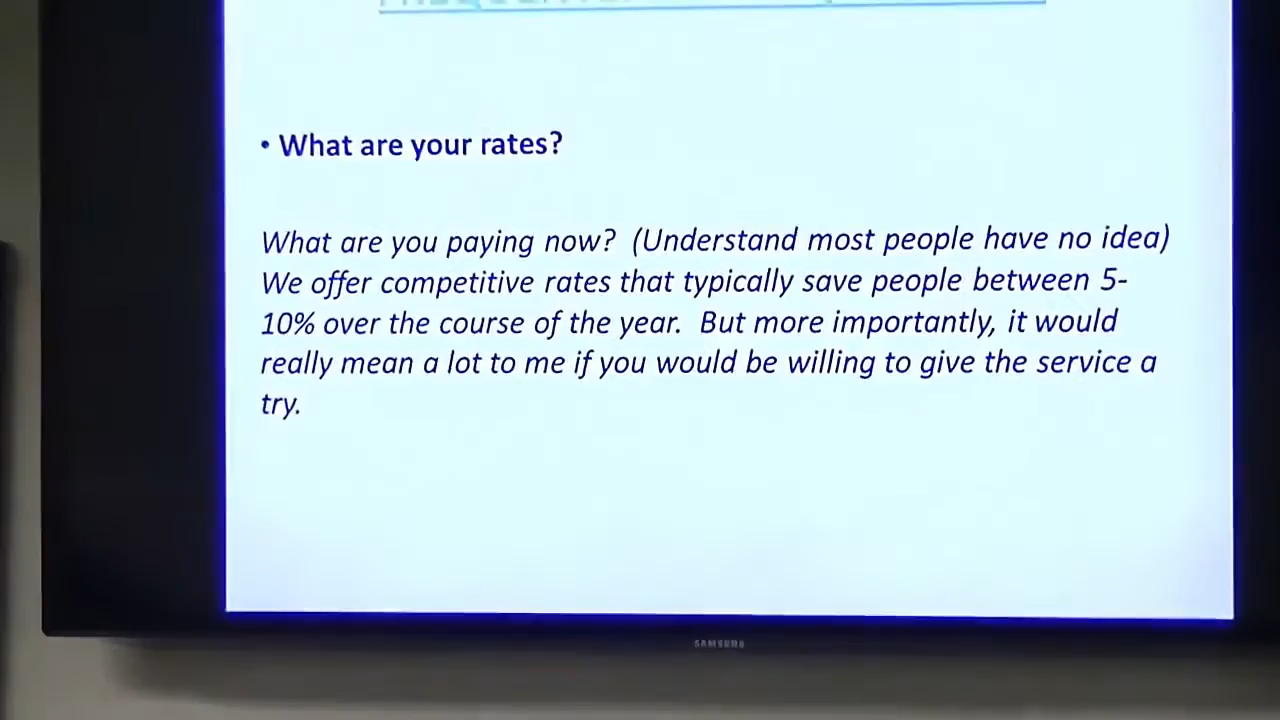 • What are your rates?
What are you paying now? (Understand most people have no idea)
We offer competitive rates that typically save people between 5-
10% over the course of the year. But more importantly, it would
really mean a lot to me if you would be willing to give the service a
try.
SAMSUNG